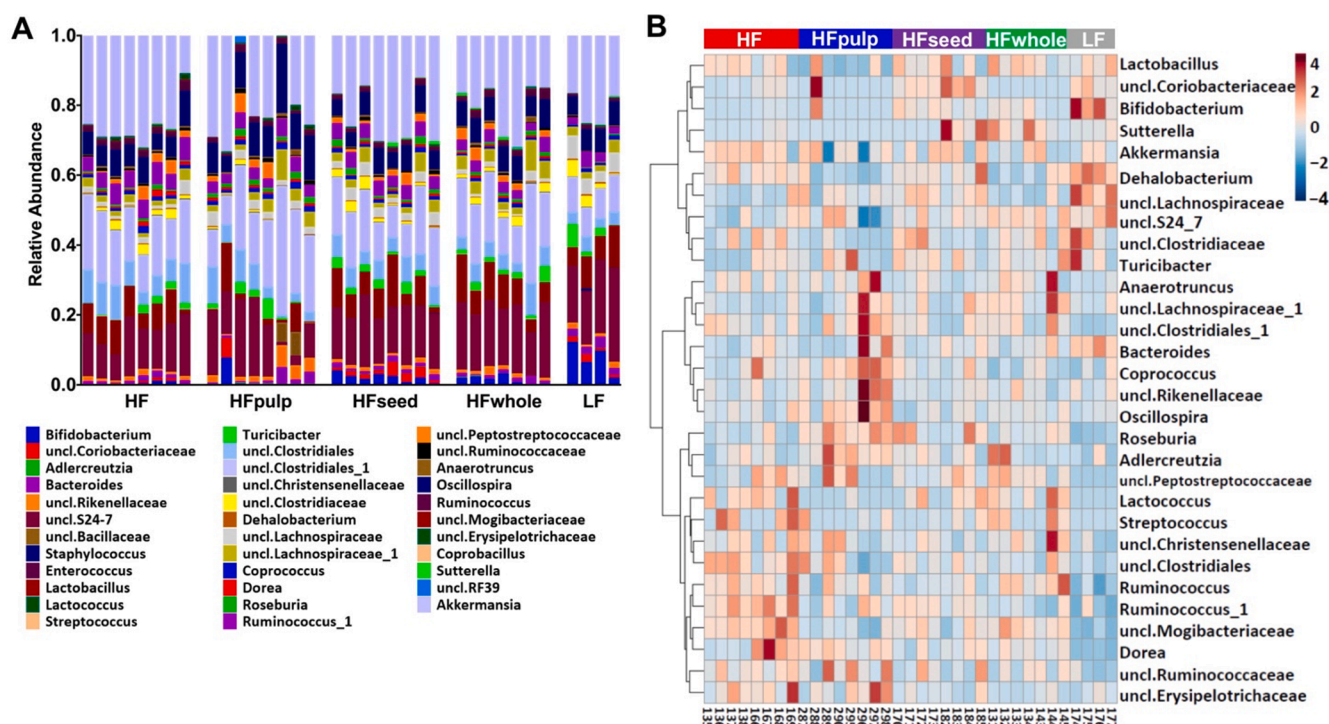 A
Relative Abundance
1.0
0.8
0.6
0.4
0.2
0.0
HF HFpulp HFseed HFwhole LF
Bifidobacterium
uncl.Coriobacteriaceae
Adlercreutzia
Bacteroides
uncl.Rikenellaceae
uncl.S24-7
uncl.Bacillaceae
Staphylococcus
Enterococcus
Lactobacillus
Lactococcus
Streptococcus
Turicibacter
uncl.Clostridiales
uncl.Clostridiales_1
uncl.Christensenellaceae
uncl.Clostridiaceae
Dehalobacterium
uncl.Lachnospiraceae
uncl.Lachnospiraceae_1
Coprococcus
Dorea
Roseburia
Ruminococcus_1
uncl.Peptostreptococcaceae
uncl.Ruminococcaceae
Anaerotruncus
Oscillospira
Ruminococcus
uncl.Mogibacteriaceae
uncl.Erysipelotrichaceae
Coprobacillus
Sutterella
uncl.RF39
Akkermansia
B
HF HFpulp HFseed HFwhole LF
Lactobacillus
uncl.Coriobacteriaceae
Bifidobacterium
Sutterella
Akkermansia
Dehalobacterium
uncl.Lachnospiraceae
uncl.S24_7
uncl.Clostridiaceae
Turicibacter
Anaerotruncus
uncl.Lachnospiraceae_1
uncl.Clostridiales_1
Bacteroides
Coprococcus
uncl.Rikenellaceae
Oscillospira
Roseburia
Adlercreutzia
uncl.Peptostreptococcaceae
Lactococcus
Streptococcus
uncl.Christensenellaceae
uncl.Clostridiales
Ruminococcus
Ruminococcus_1
uncl.Mogibacteriaceae
Dorea
uncl.Ruminococcaceae
uncl.Erysipelotrichaceae
4
2
0
−2
−4